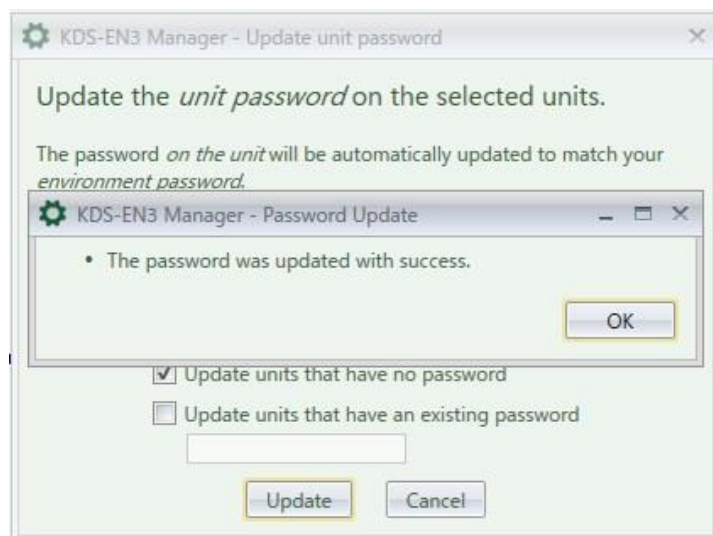 KDS-EN3 Manager - Update unit password
Update the unit password on the selected units.
The password on the unit will be automatically updated to match your
environment password.
KDS-EN3 Manager - Password Update
• The password was updated with success.
OK
Update units that have no password
Update units that have an existing password
Update Cancel